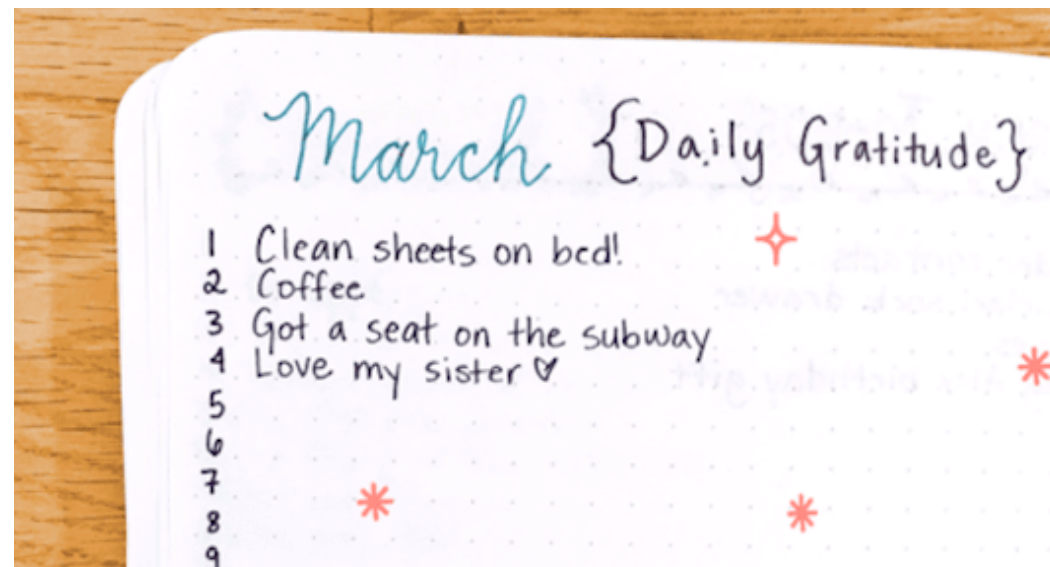 March {Daily Gratitude}
1 Clean sheets on bed!
2 Coffee
3 Got a seat on the subway
4 Love my sister ♡
5
6
7
8
9